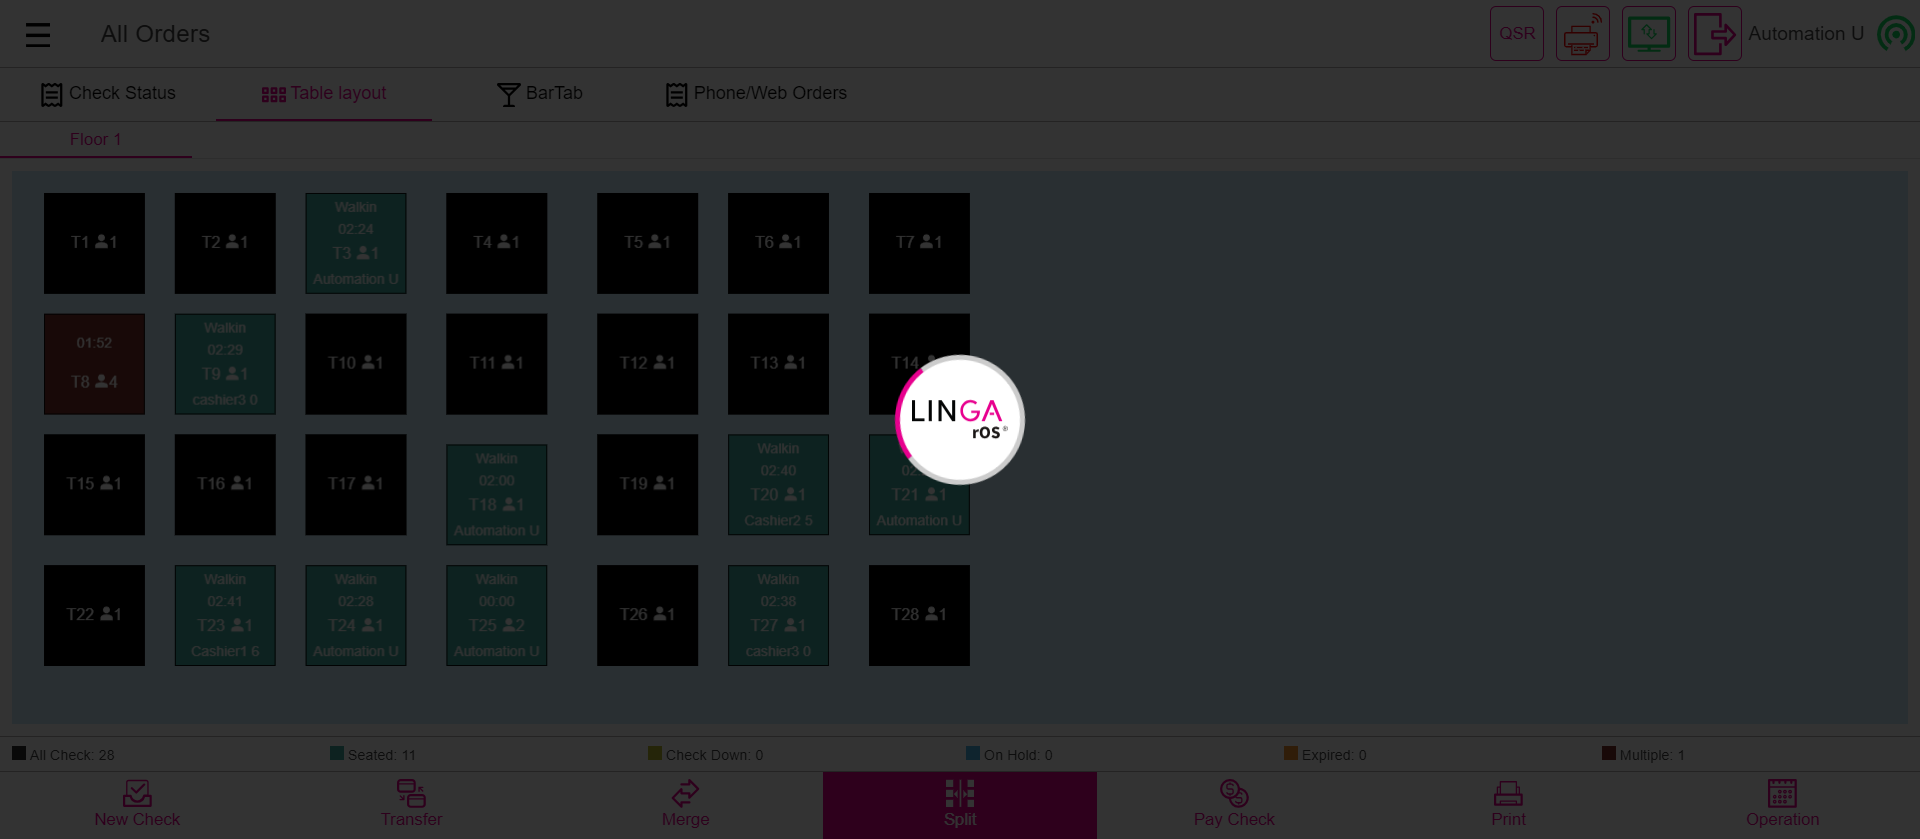 All Orders
QSR
Automation U
Check Status
Table layout
BarTab
Phone/Web Orders
Floor 1
T1 1
T2 1
Walkin
02:24
T3 1
Automation U
T4 1
T5 1
T6 1
T7 1
01:52
T8 4
Walkin
02:29
T9 1
cashier3 0
T10 1
T11 1
T12 1
T13 1
T14
LINGA
rOS®
T15 1
T16 1
T17 1
Walkin
02:00
T18 1
Automation U
T19 1
Walkin
02:40
T20 1
Cashier2 5
T21 1
Automation U
T22 1
Walkin
02:41
T23 1
Cashier1 6
Walkin
02:28
T24 1
Automation U
Walkin
00:00
T25 2
Automation U
T26 1
Walkin
02:38
T27 1
cashier3 0
T28 1
All Check: 28
Seated: 11
Check Down: 0
On Hold: 0
Expired: 0
Multiple: 1
New Check
Transfer
Merge
Split
Pay Check
Print
Operation